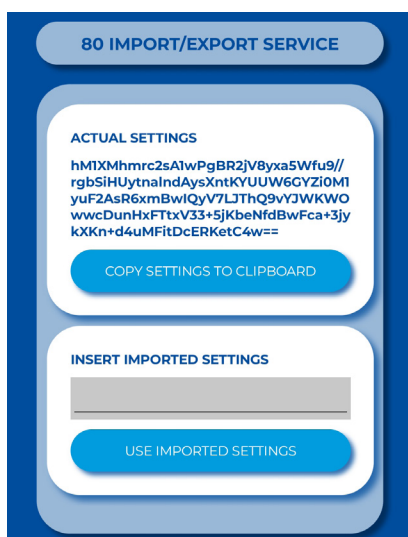 80 IMPORT/EXPORT SERVICE
ACTUAL SETTINGS
hM1XMhmrc2sA1wPgBR2jV8yxa5Wfu9//
rgbSiHUytnaIndAysXntKYUUW6GYZi0M1
yuF2AsR6xmBwIQyV7LJThQ9vYJWKWO
wwcDunHxFTtxV33+5jKbeNfdBwFca+3jy
kXKn+d4uMFitDcERKetC4w==
COPY SETTINGS TO CLIPBOARD
INSERT IMPORTED SETTINGS
USE IMPORTED SETTINGS